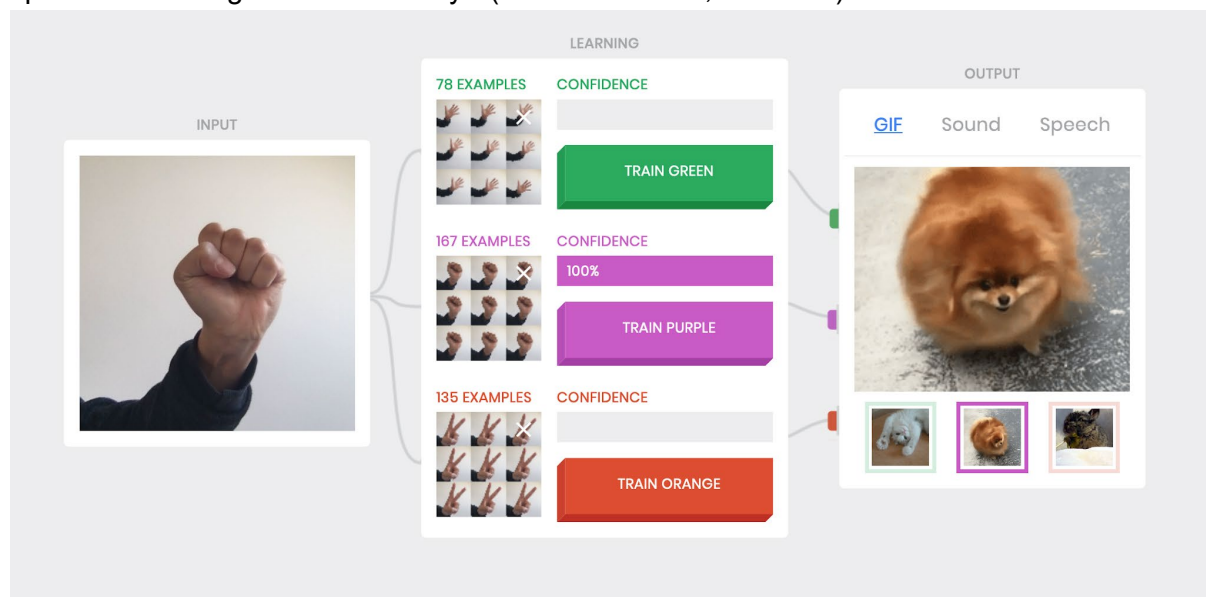 LEARNING
78 EXAMPLES CONFIDENCE
TRAIN GREEN
167 EXAMPLES CONFIDENCE
100%
TRAIN PURPLE
135 EXAMPLES CONFIDENCE
TRAIN ORANGE
INPUT
OUTPUT
GIF Sound Speech